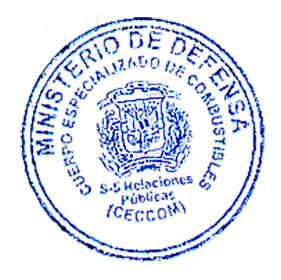 MINISTERIO DE DEFENSA
CUERPO ESPECIALIZADO DE COMBUSTIBLES
S-5 Relaciones
Públicas
(CECCOM)